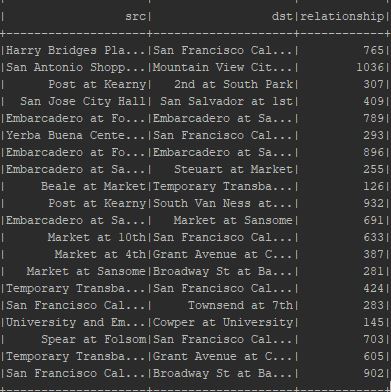 |                 src|                 dst|relationship|
+--------------------+--------------------+------------+
|Harry Bridges Pla...|San Francisco Cal...|         765|
|San Antonio Shopp...|Mountain View Cit...|        1036|
|      Post at Kearny|   2nd at South Park|         307|
|  San Jose City Hall| San Salvador at 1st|         409|
|Embarcadero at Fo...|Embarcadero at Sa...|         789|
|Yerba Buena Cente...|San Francisco Cal...|         293|
|Embarcadero at Fo...|Embarcadero at Sa...|         896|
|Embarcadero at Sa...|   Steuart at Market|         255|
|     Beale at Market|Temporary Transba...|         126|
|      Post at Kearny|South Van Ness at...|         932|
|Embarcadero at Sa...|   Market at Sansome|         691|
|      Market at 10th|San Francisco Cal...|         633|
|       Market at 4th|Grant Avenue at C...|         387|
|   Market at Sansome|Broadway St at Ba...|         281|
|Temporary Transba...|San Francisco Cal...|         424|
|San Francisco Cal...|     Townsend at 7th|         283|
|University and Em...|Cowper at University|         145|
|     Spear at Folsom|San Francisco Cal...|         703|
|Temporary Transba...|Grant Avenue at C...|         605|
|San Francisco Cal...|Broadway St at Ba...|         902|
+--------------------+--------------------+------------+